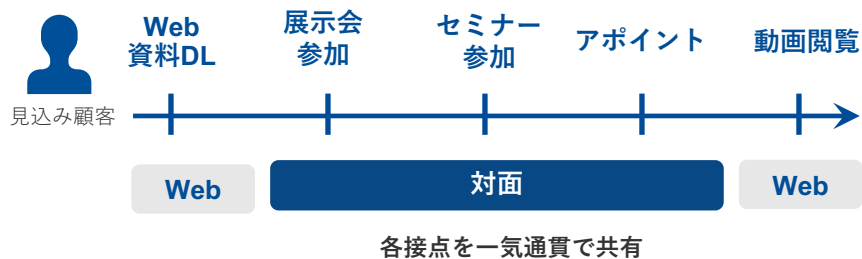 Web
資料DL
展示会
参加
セミナー
参加
アポイント
動画閲覧
見込み顧客
Web
対面
Web
各接点を一気通貫で共有